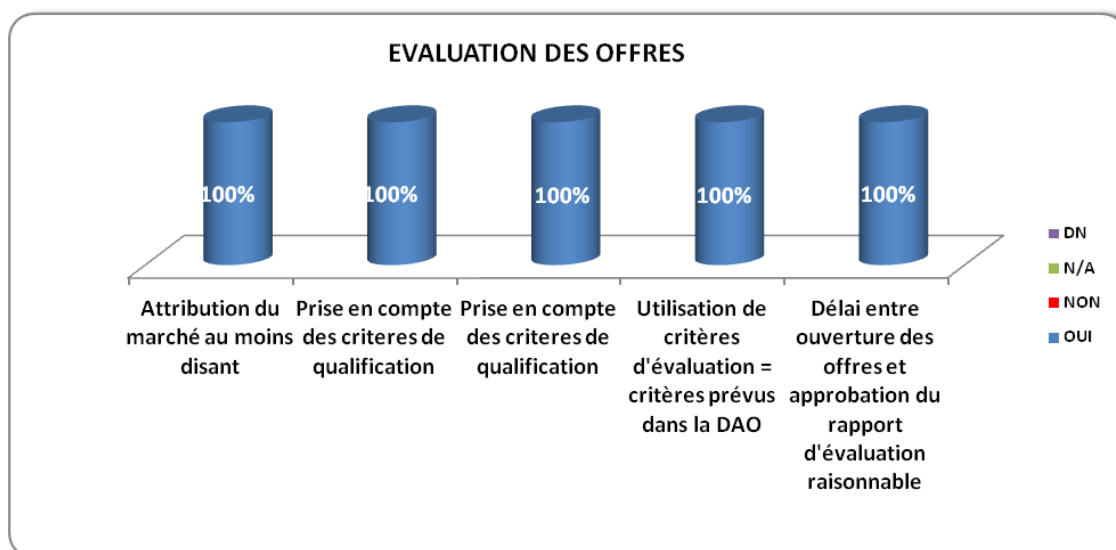 EVALUATION DES OFFRES
100%
100%
100%
100%
100%
Attribution du
marché au moins
disant
Prise en compte
des criteres de
qualification
Prise en compte
des criteres de
qualification
Utilisation de
critères
d'évaluation =
critères prévus
dans la DAO
Délai entre
ouverture des
offres et
approbation du
rapport
d'évaluation
raisonnable
DN
N/A
NON
OUI